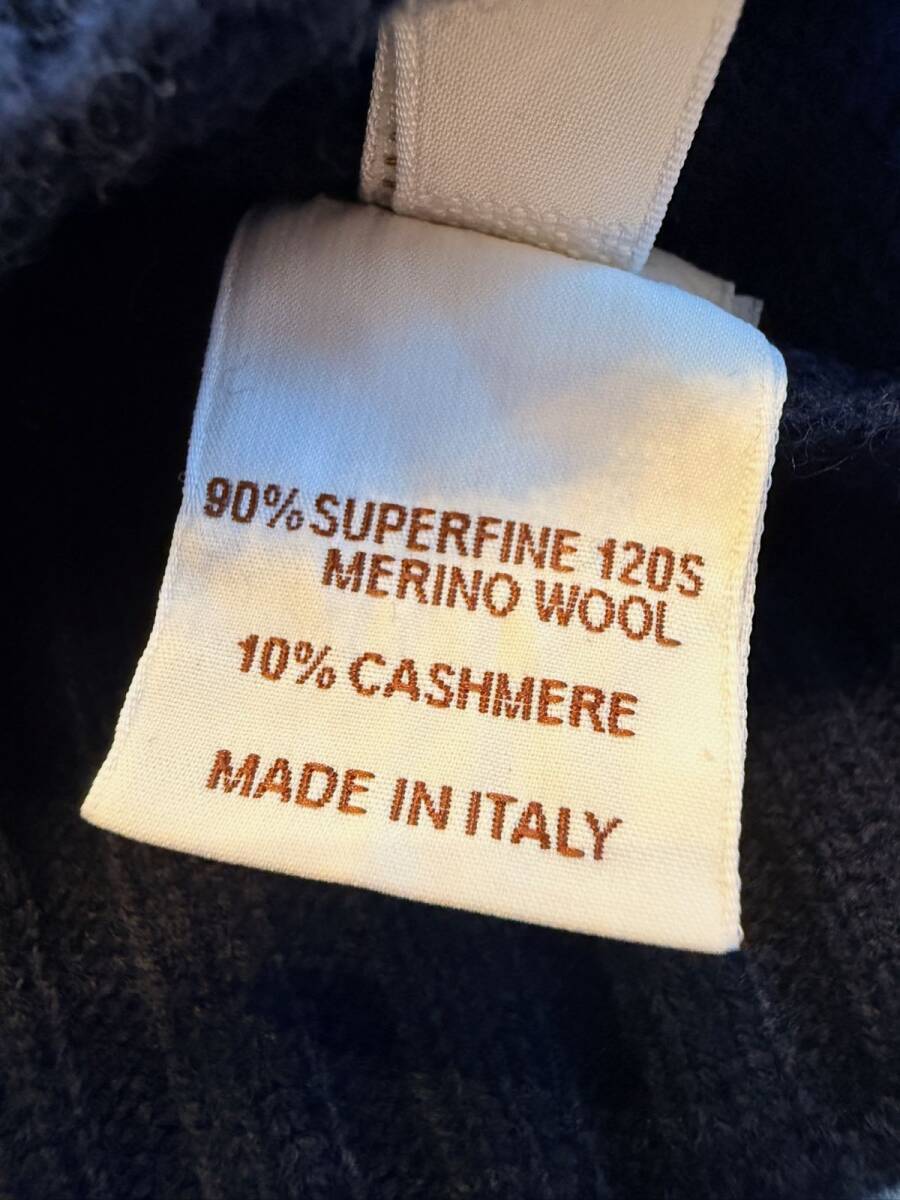 90% SUPERFINE 120S
MERINO WOOL
10% CASHMERE
MADE IN ITALY